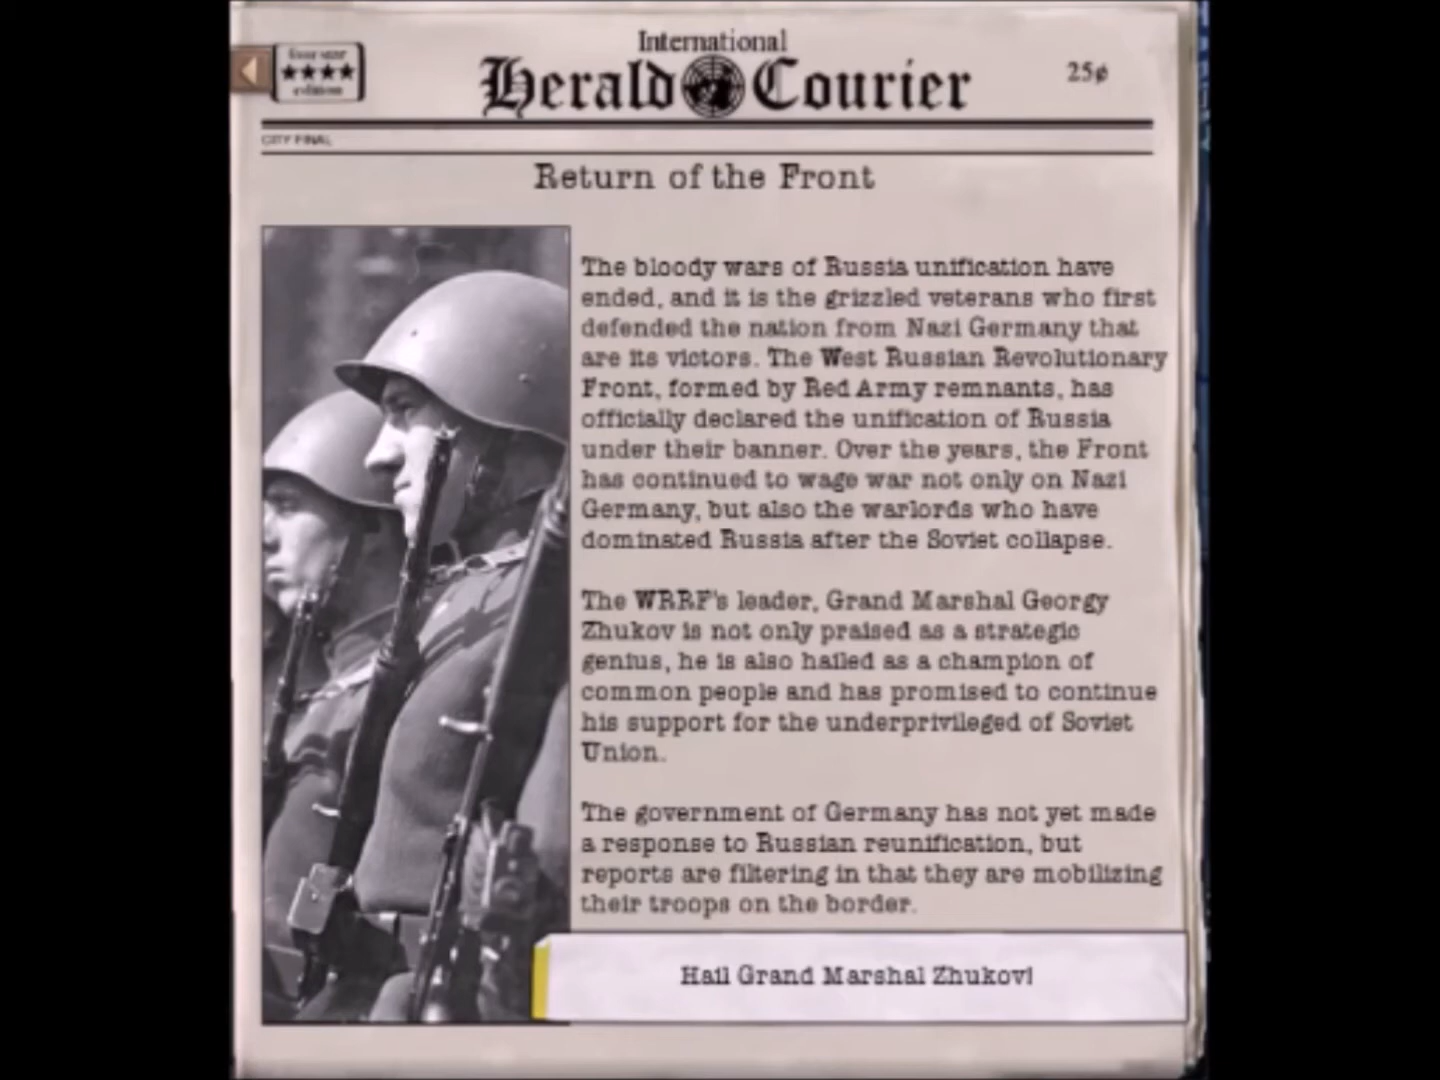 four star
★★★★
edition
International
Herald Courier
25¢
CITY FINAL
Return of the Front
The bloody wars of Russia unification have
ended, and it is the grizzled veterans who first
defended the nation from Nazi Germany that
are its victors. The West Russian Revolutionary
Front, formed by Red Army remnants, has
officially declared the unification of Russia
under their banner. Over the years, the Front
has continued to wage war not only on Nazi
Germany, but also the warlords who have
dominated Russia after the Soviet collapse.
The WRRF's leader, Grand Marshal Georgy
Zhukov is not only praised as a strategic
genius, he is also hailed as a champion of
common people and has promised to continue
his support for the underprivileged of Soviet
Union.
The government of Germany has not yet made
a response to Russian reunification, but
reports are filtering in that they are mobilizing
their troops on the border.
Hail Grand Marshal Zhukov!